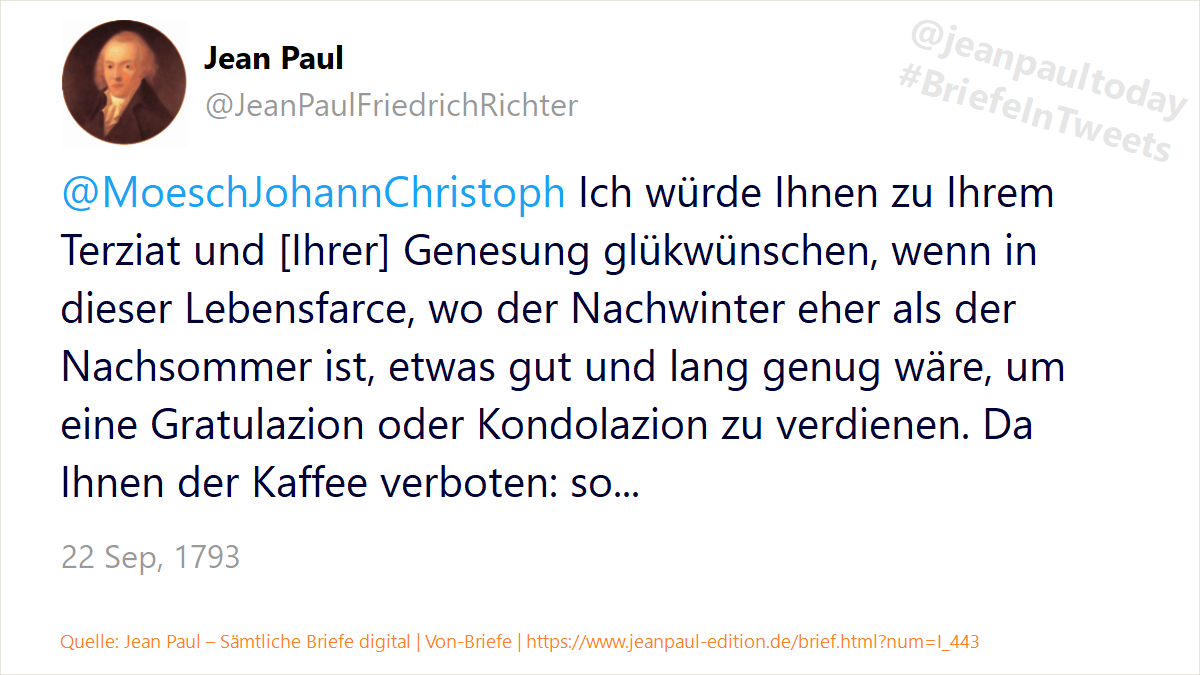 Jean Paul
@JeanPaulFriedrichRichter
@jeanpaultoday
#BriefeInTweets
@MoeschJohannChristoph Ich würde Ihnen zu Ihrem
Terziat und [Ihrer] Genesung glükwünschen, wenn in
dieser Lebensfarce, wo der Nachwinter eher als der
Nachsommer ist, etwas gut und lang genug wäre, um
eine Gratulazion oder Kondolazion zu verdienen. Da
Ihnen der Kaffee verboten: so...
22 Sep, 1793
Quelle: Jean Paul – Sämtliche Briefe digital | Von-Briefe | https://www.jeanpaul-edition.de/brief.html?num=I_443